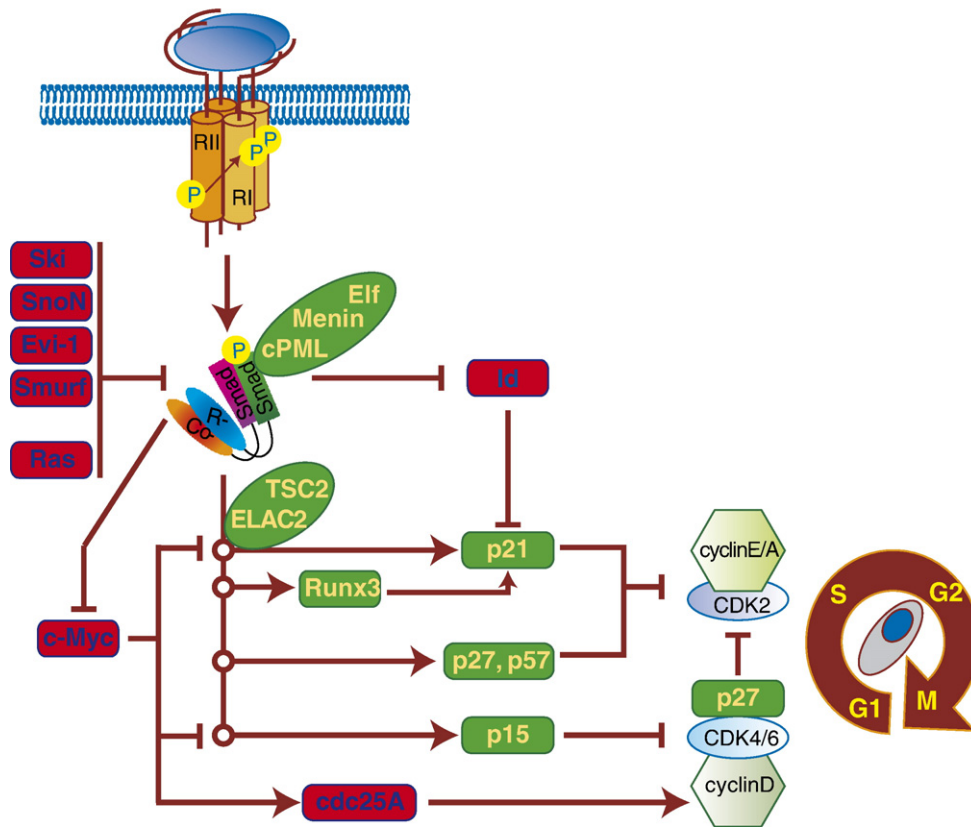 RII
P
P
P
RI
Ski
SnoN
Evi-1
Smurf
Ras
Elf
Menin
cPML
P
Smad
Smad
R-
Co-
Id
TSC2
ELAC2
p21
Runx3
c-Myc
p27, p57
p15
cdc25A
cyclinE/A
CDK2
p27
CDK4/6
cyclinD
S
G2
G1
M